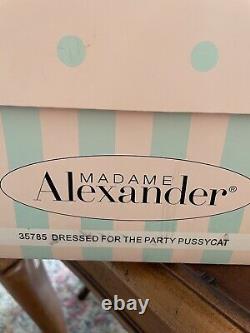 MADAME
Alexander®
35785 DRESSED FOR THE PARTY PUSSYCAT